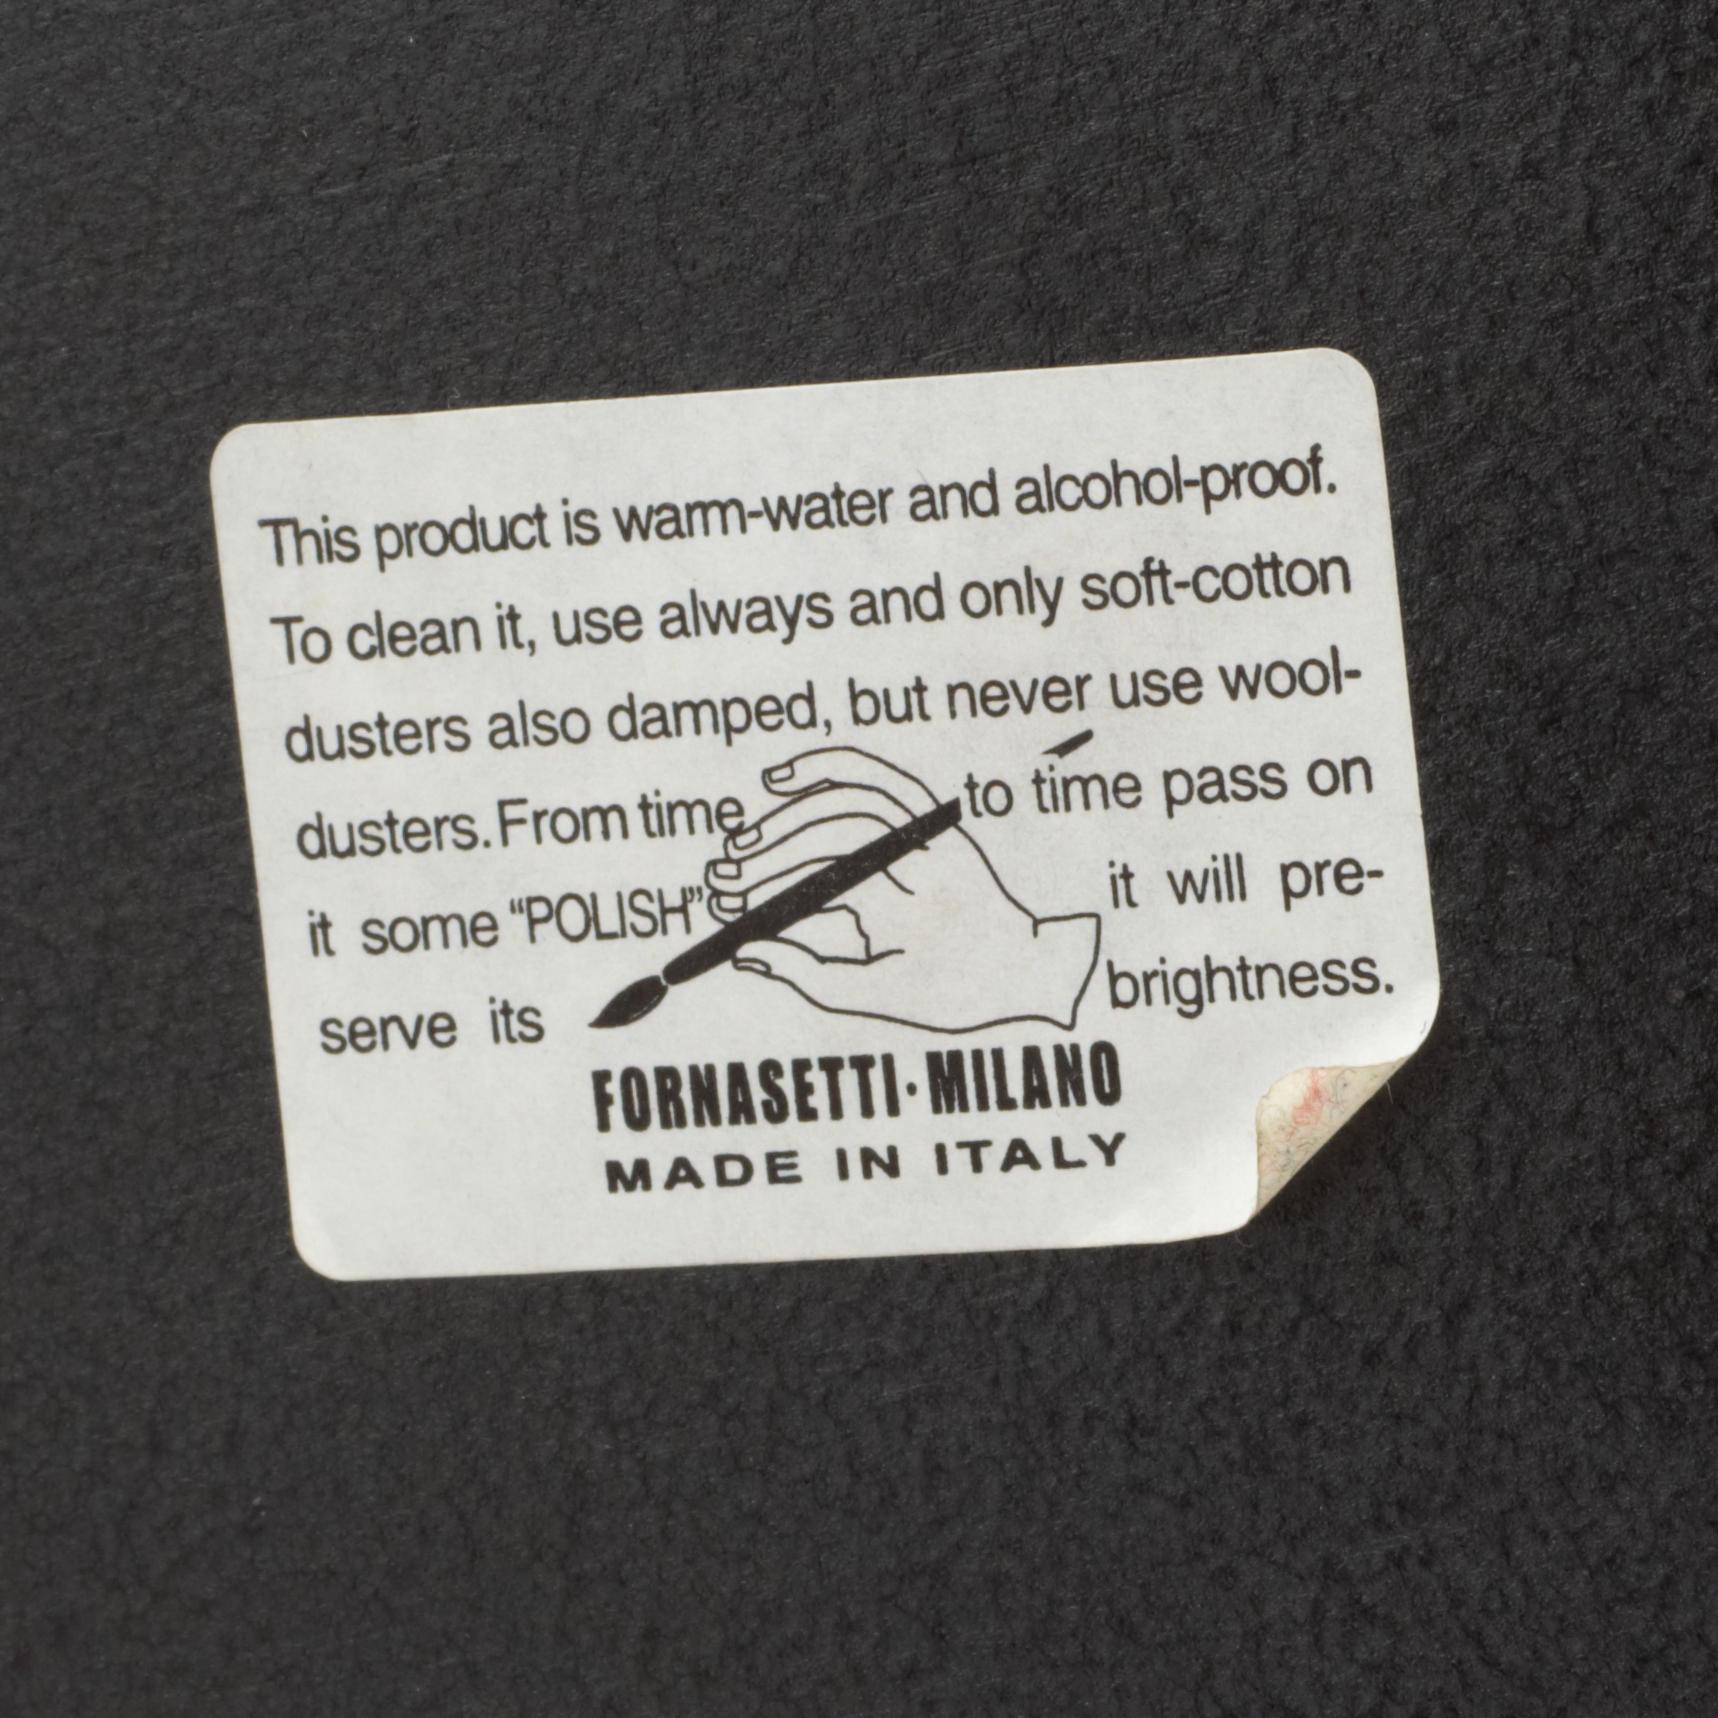 This product is warm-water and alcohol-proof.
To clean it, use always and only soft-cotton
dusters also damped, but never use wool-
dusters. From time to time pass on
it some “POLISH” it will pre-
serve its brightness.
FORNASETTI·MILANO
MADE IN ITALY